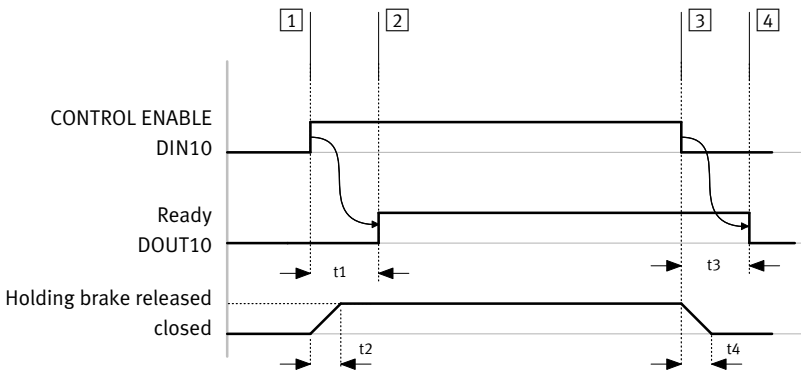 1 2 3 4
CONTROL ENABLE
DIN10
Ready
DOUT10
t1 t3
Holding brake released
closed
t2 t4